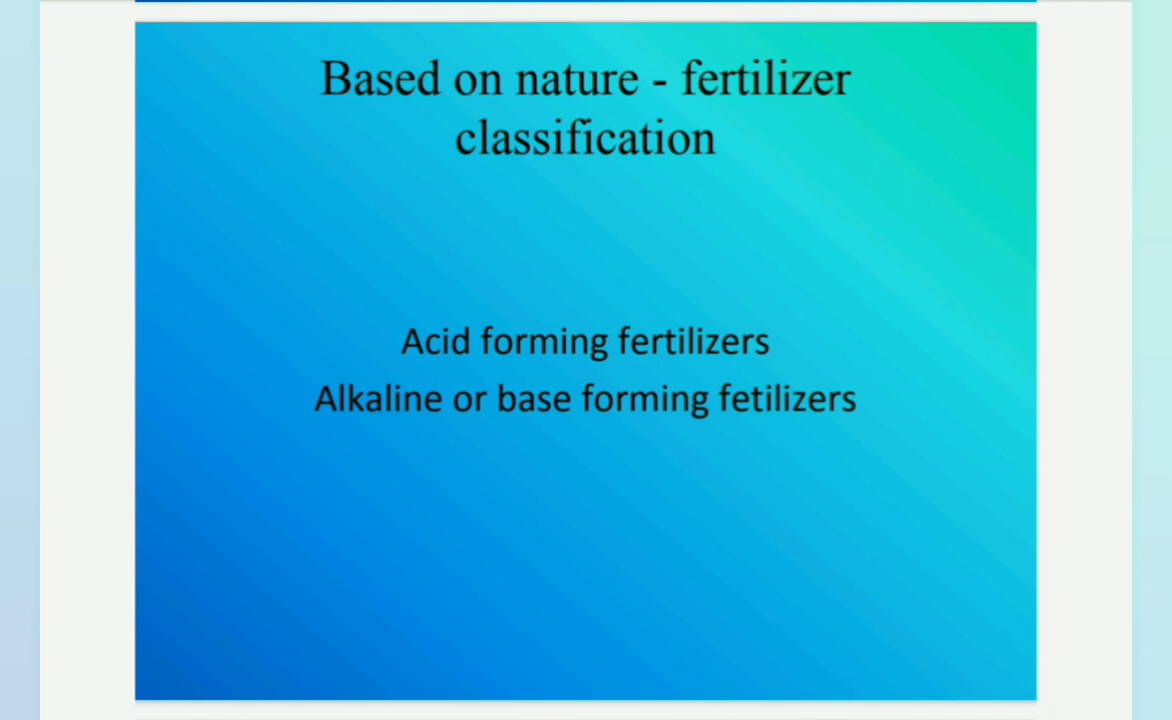 Based on nature - fertilizer
classification
Acid forming fertilizers
Alkaline or base forming fetilizers